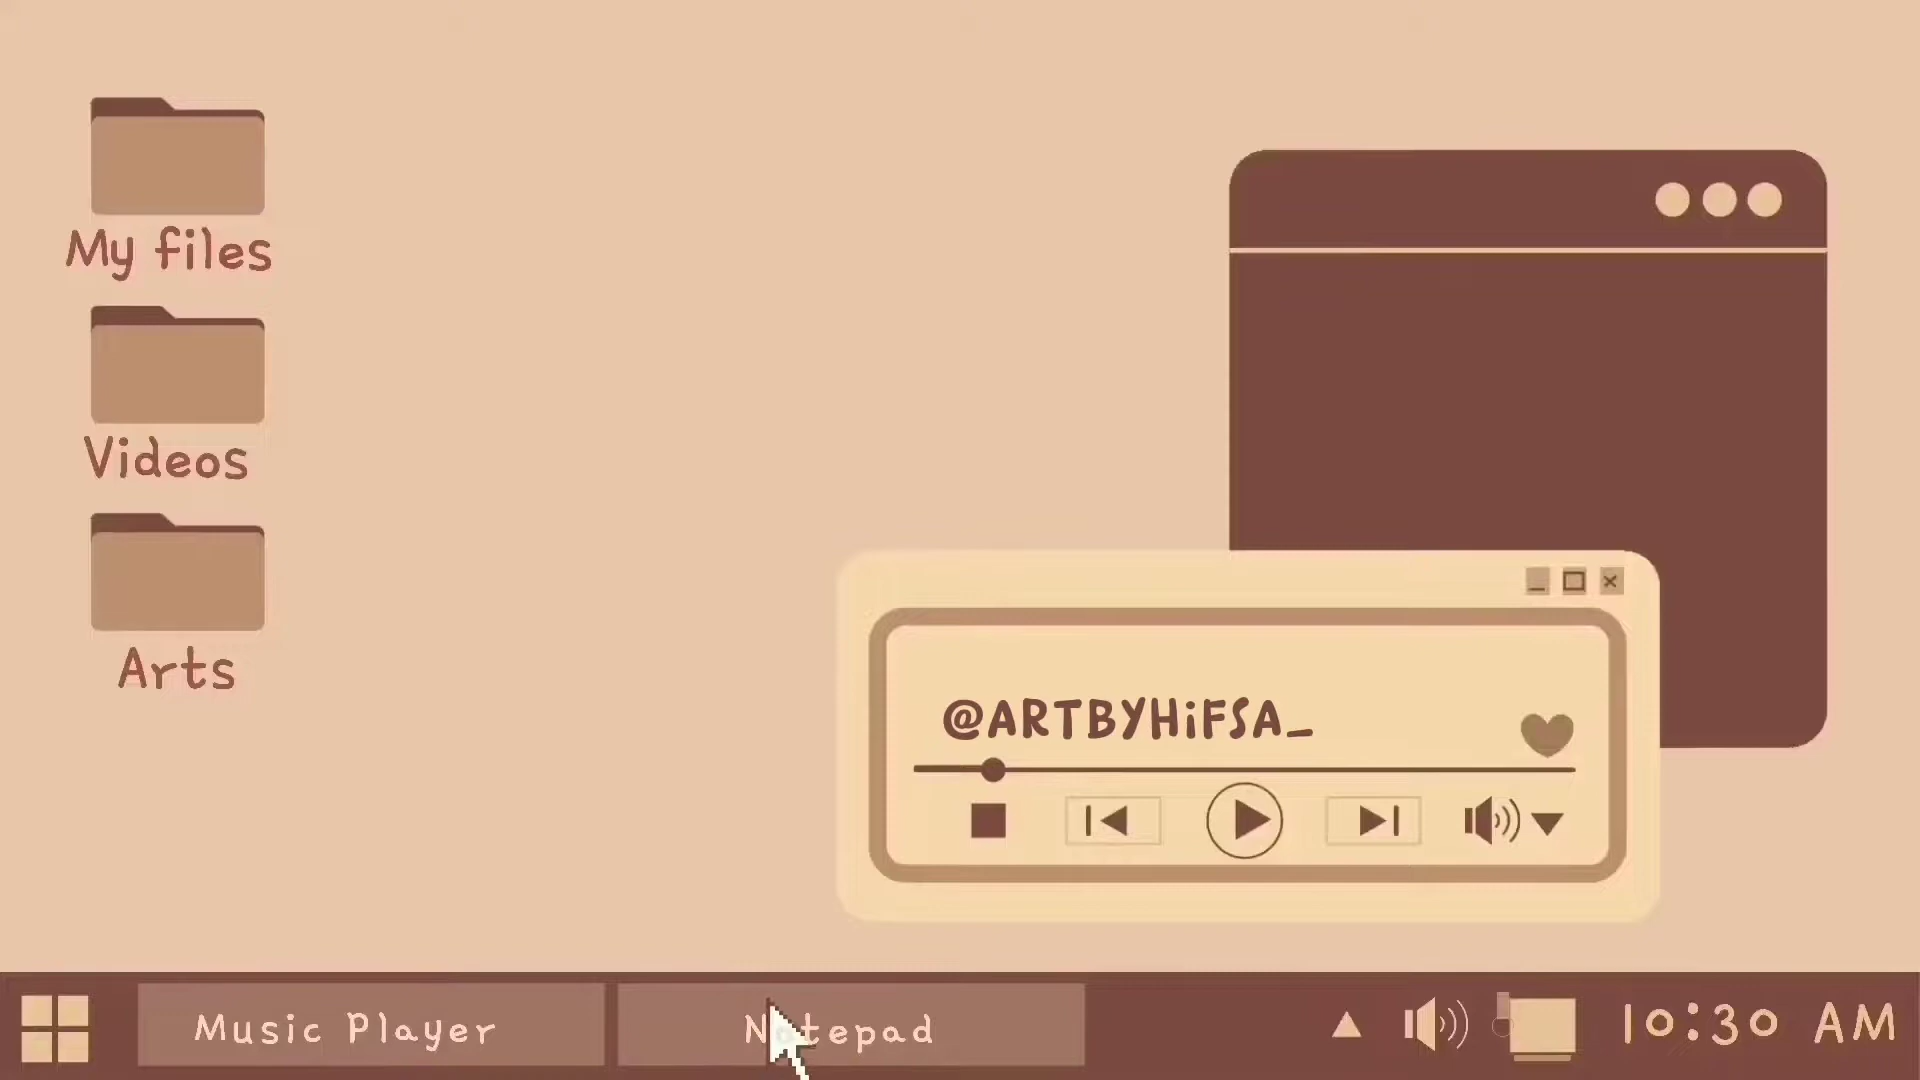 My files
Videos
Arts
@ARTBYHiFSA_
Music Player
Notepad
10:30 AM